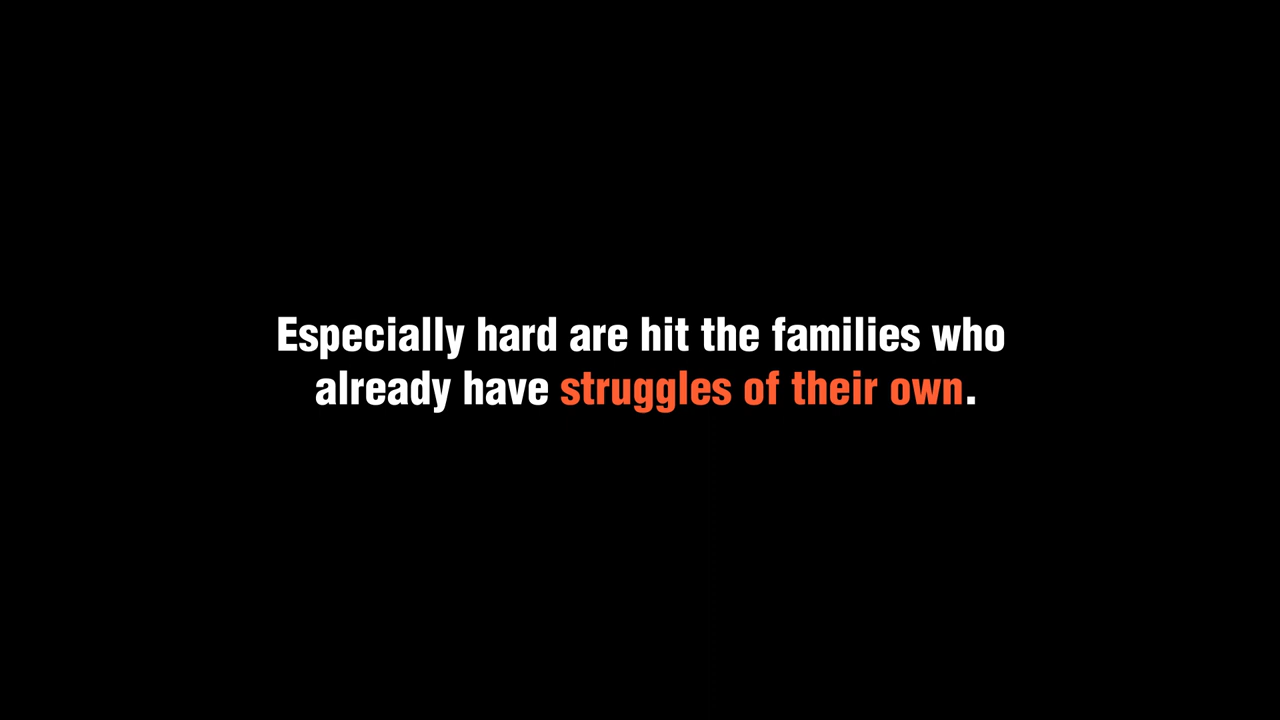 Especially hard are hit the families who
already have struggles of their own.